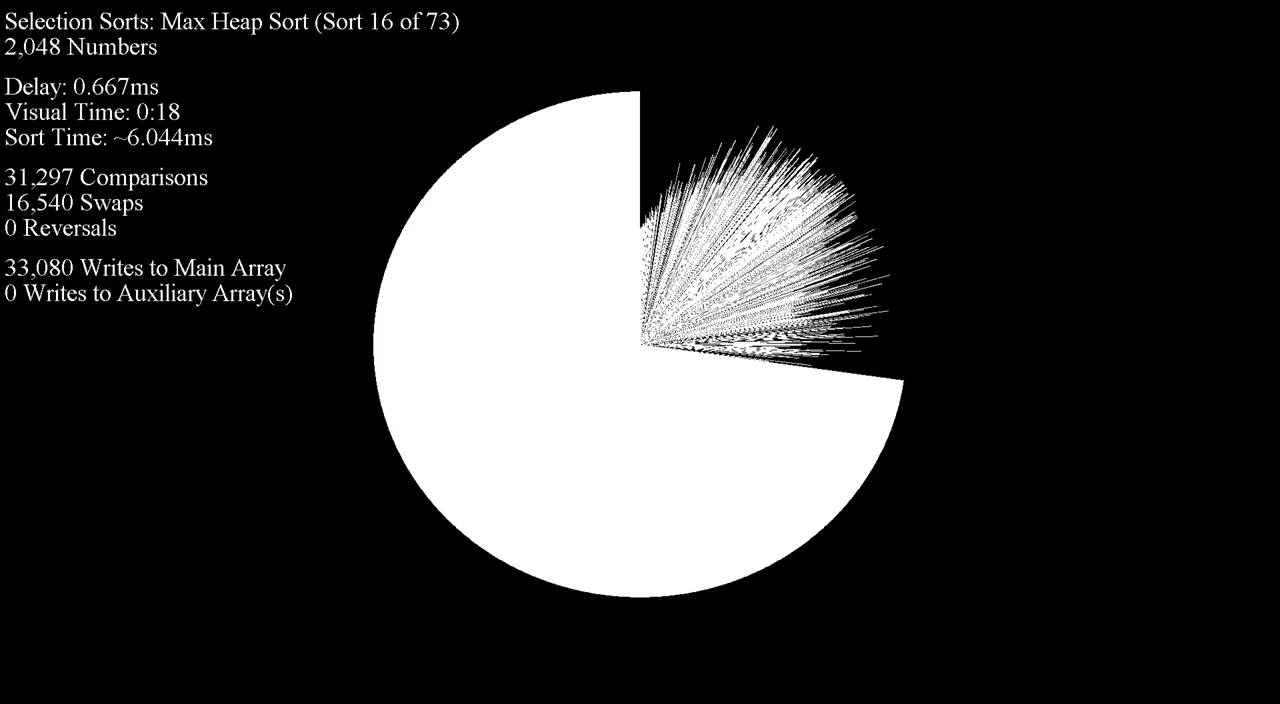 Selection Sorts: Max Heap Sort (Sort 16 of 73)
2,048 Numbers
Delay: 0.667ms
Visual Time: 0:18
Sort Time: ~6.044ms
31,297 Comparisons
16,540 Swaps
0 Reversals
33,080 Writes to Main Array
0 Writes to Auxiliary Array(s)